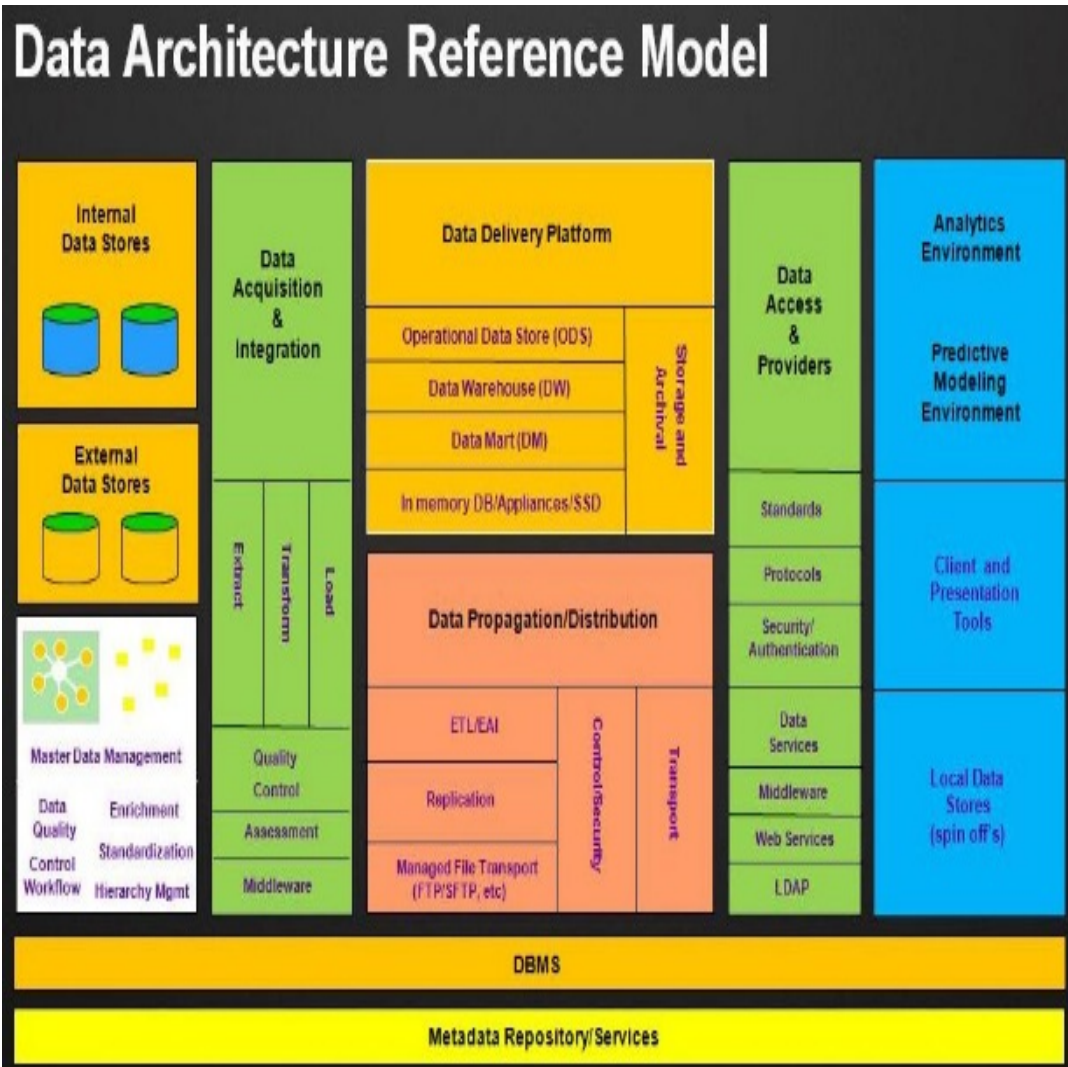 Data Architecture Reference Model
Internal
Data Stores
External
Data Stores
Master Data Management
Data
Quality
Control
Workflow
Enrichment
Standardization
Hierarchy Mgmt
Data
Acquisition
&
Integration
Extract
Transform
Load
Quality
Control
Assessment
Middleware
Data Delivery Platform
Operational Data Store (ODS)
Data Warehouse (DW)
Data Mart (DM)
In memory DB/Appliances/SSD
Storage and
Archival
Data Propagation/Distribution
ETL/EAI
Replication
Managed File Transport
(FTP/SFTP, etc)
Control/Security
Transport
Data
Access
&
Providers
Standards
Protocols
Security/
Authentication
Data
Services
Middleware
Web Services
LDAP
Analytics
Environment
Predictive
Modeling
Environment
Client and
Presentation
Tools
Local Data
Stores
(spin off's)
DBMS
Metadata Repository/Services